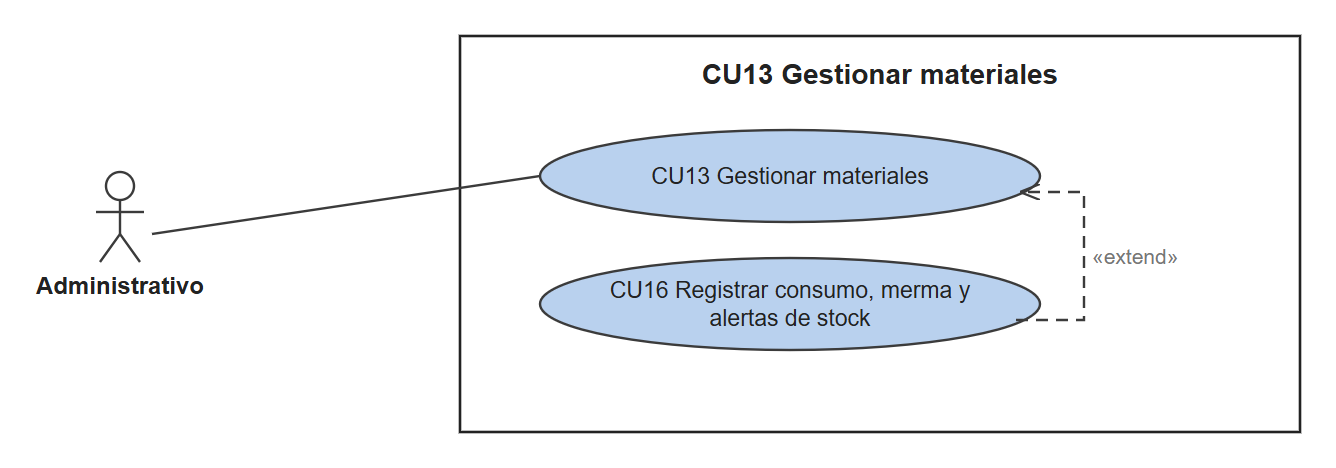 CU13 Gestionar materiales
CU13 Gestionar materiales
«extend»
CU16 Registrar consumo, merma y
alertas de stock
Administrativo